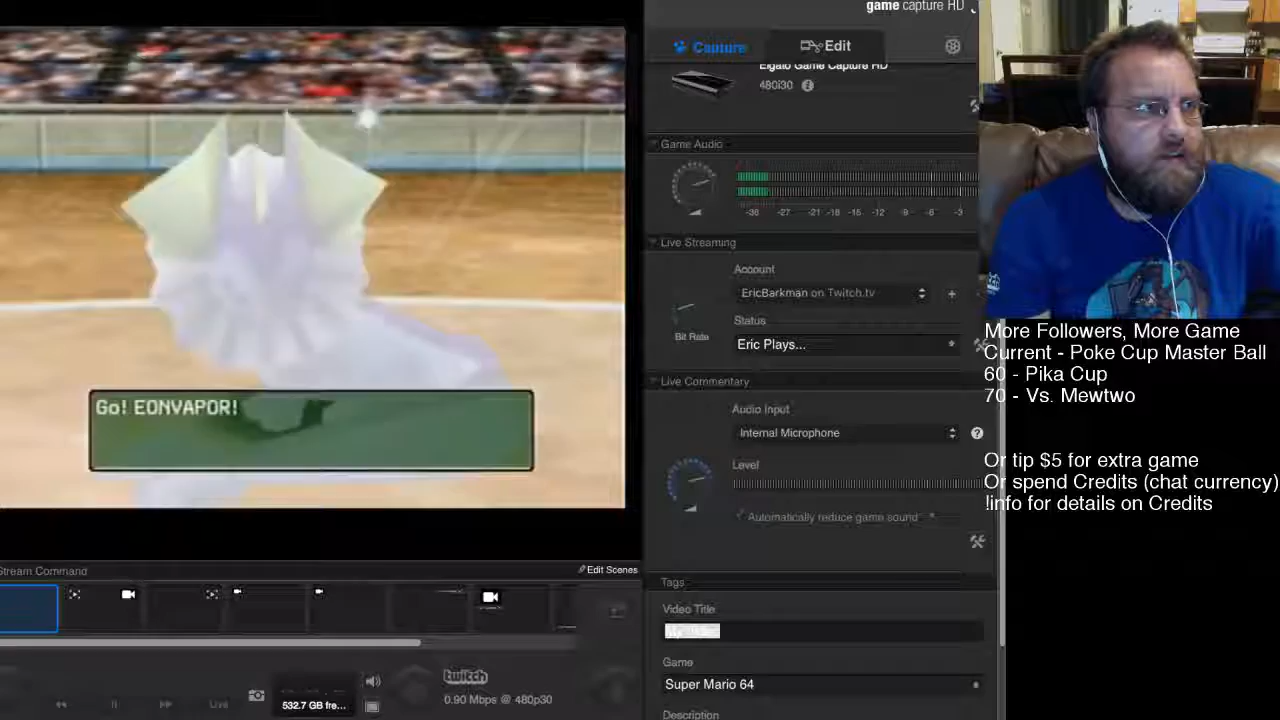 game capture HD
Capture
Edit
Elgato Game Capture HD
480i30
Game Audio
-36 -27 -21 -18 -15 -12 -9 -6 -3
Live Streaming
Account
EricBarkman on Twitch.tv
Status
Bit Rate
Eric Plays...
Live Commentary
Audio Input
Internal Microphone
Level
Automatically reduce game sound
Tags
Video Title
Game
Super Mario 64
Description
Go! EONVAPOR!
Stream Command
Edit Scenes
Live
532.7 GB fre...
twitch
0.90 Mbps @ 480p30
More Followers, More Game
Current - Poke Cup Master Ball
60 - Pika Cup
70 - Vs. Mewtwo
Or tip $5 for extra game
Or spend Credits (chat currency)
!info for details on Credits